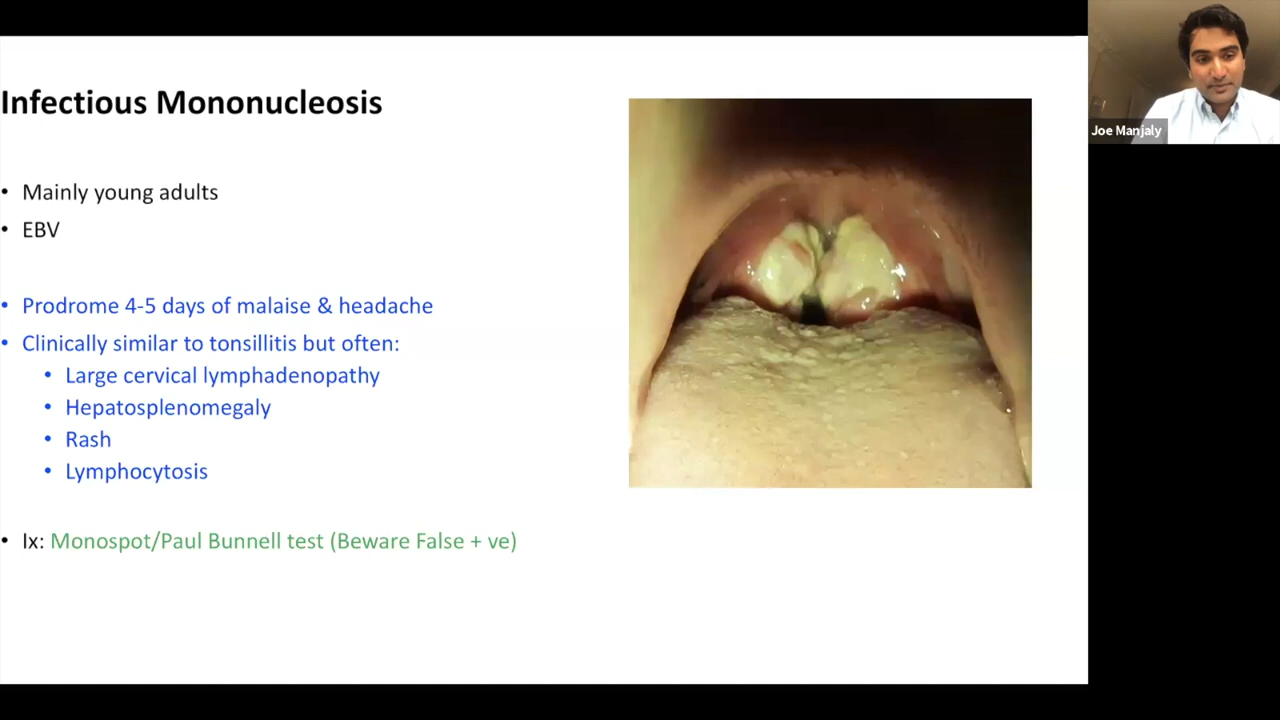 Infectious Mononucleosis
• Mainly young adults
• EBV
• Prodrome 4-5 days of malaise & headache
• Clinically similar to tonsillitis but often:
• Large cervical lymphadenopathy
• Hepatosplenomegaly
• Rash
• Lymphocytosis
• Ix: Monospot/Paul Bunnell test (Beware False + ve)
Joe Manjaly